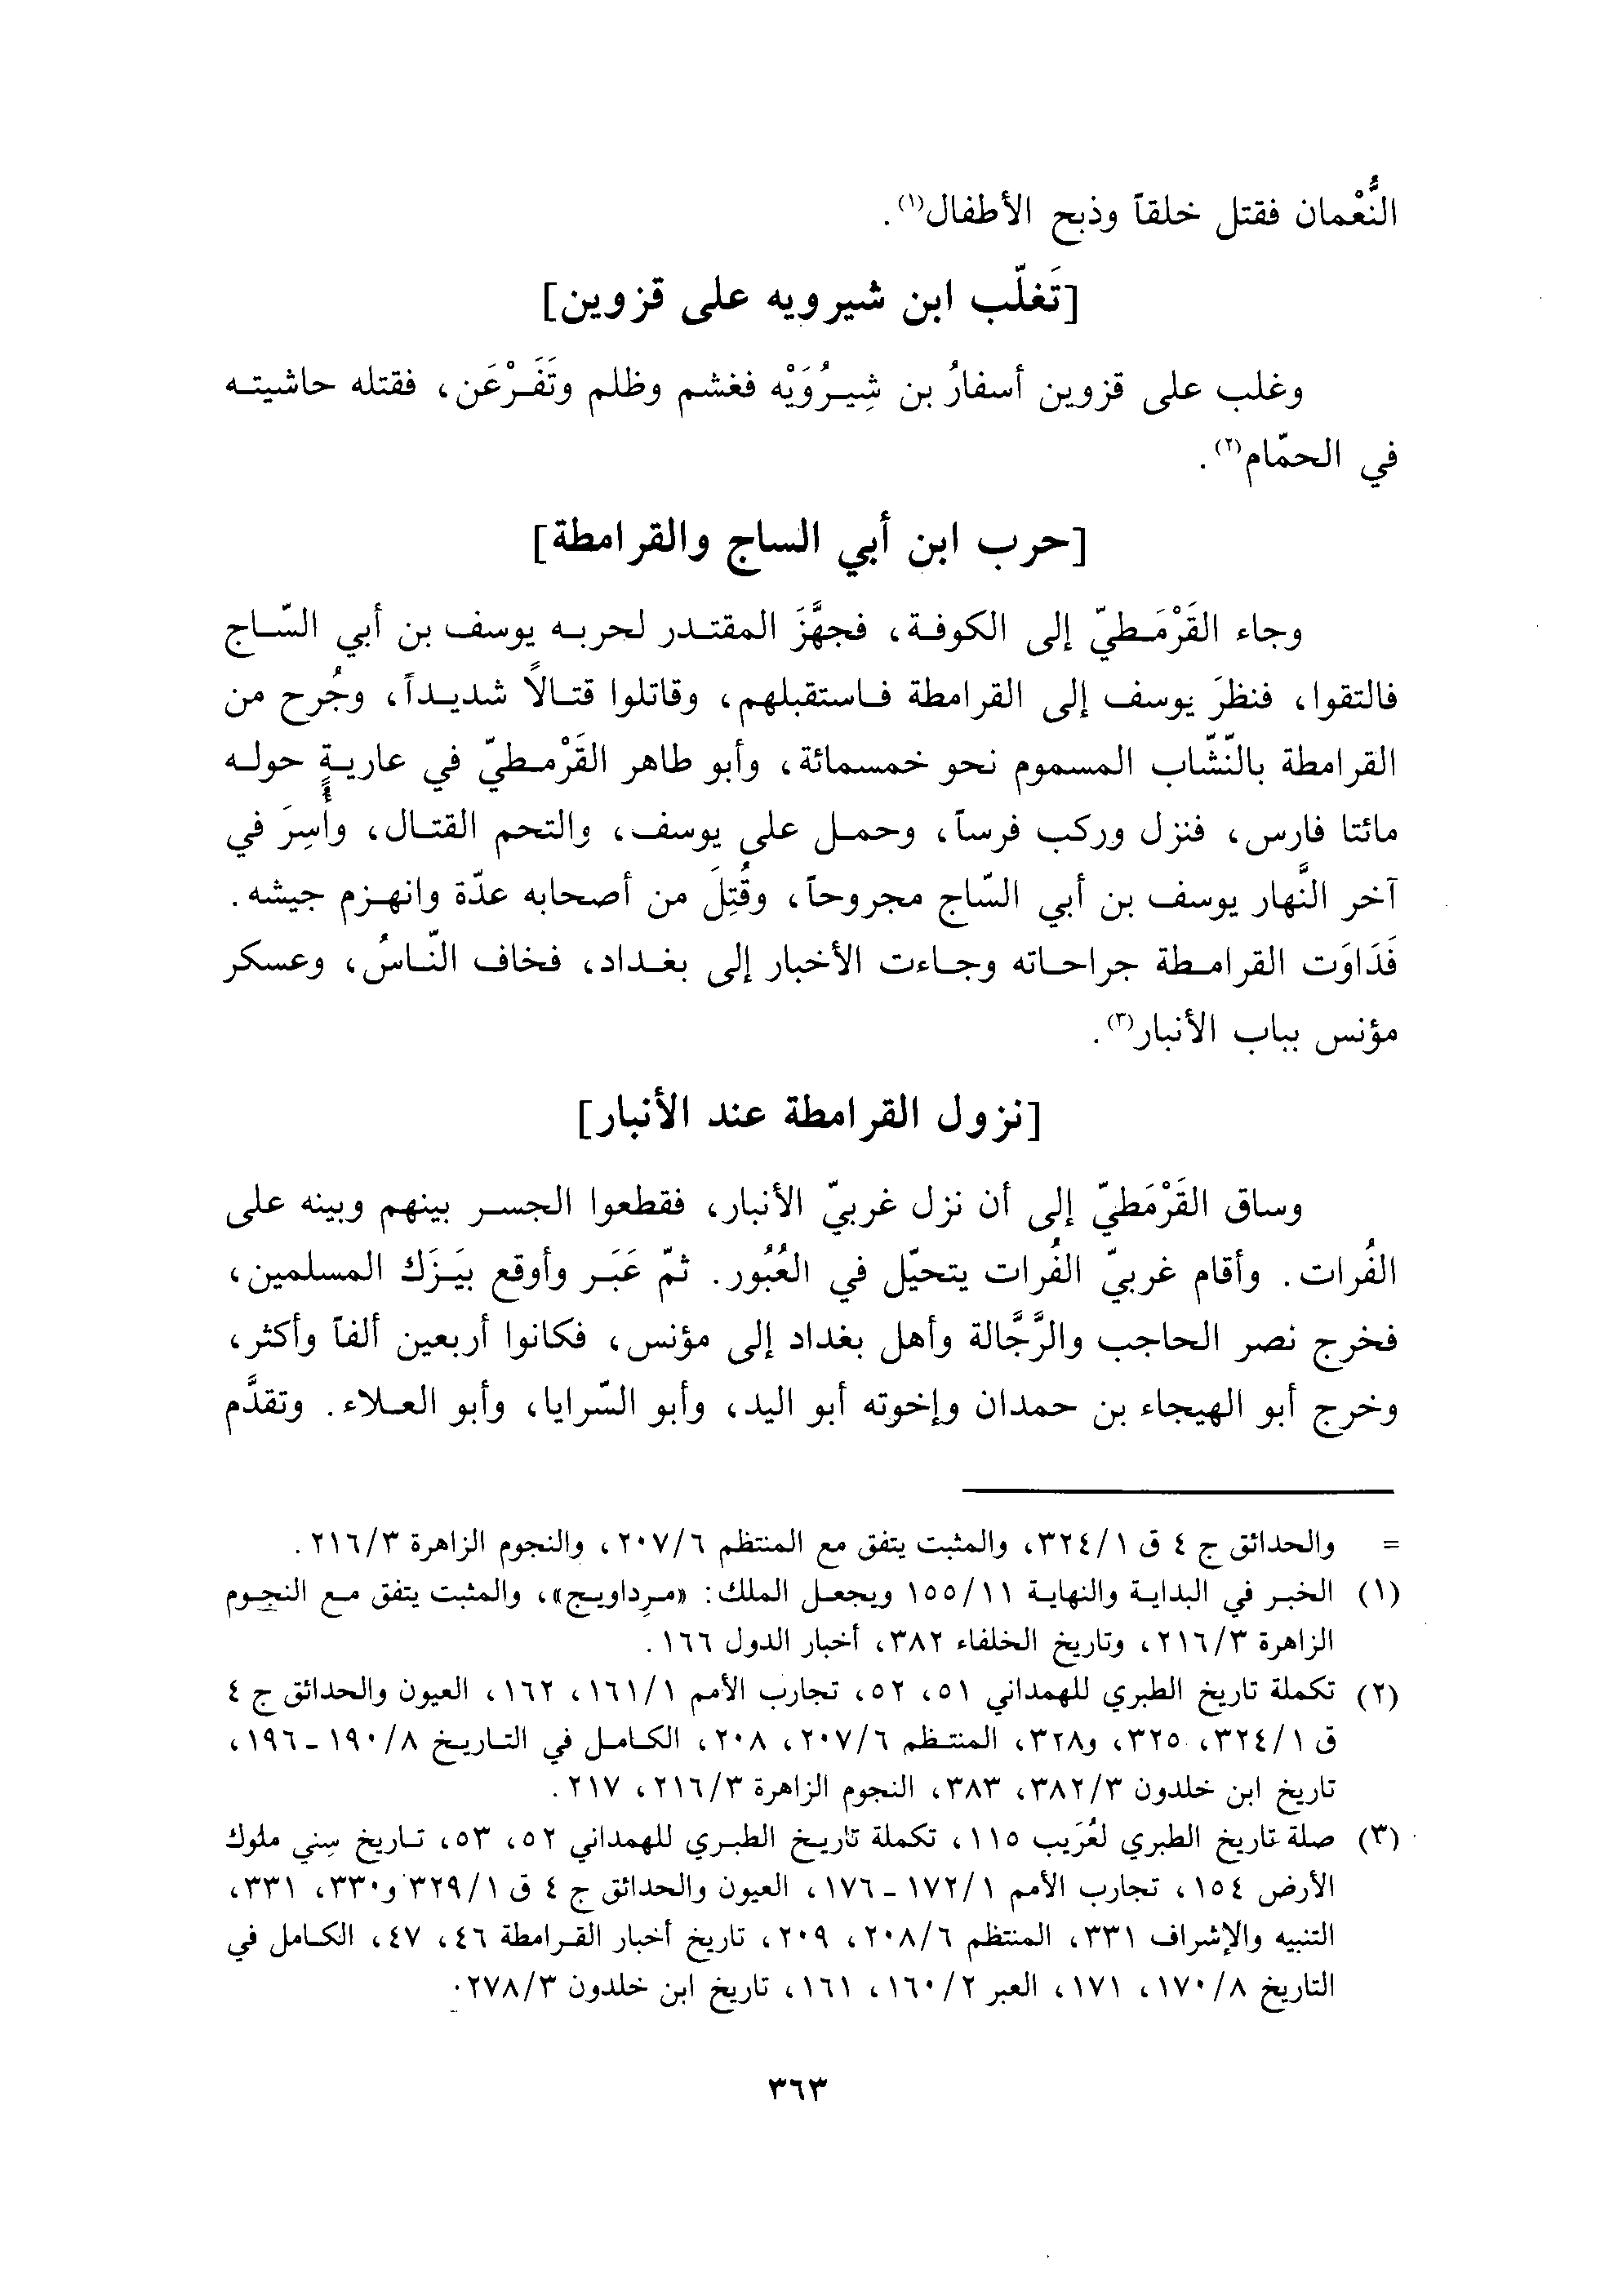 النُّعْمان فقتل خلقاً وذبح الأطفال(١).
[تَغلّب ابن شيرويه على قزوين]
وغلب على قزوين أسفارُ بن شِيرُوَيْه فغشم وظلم وتَفَرْعَن، فقتله حاشيته
في الحمّام(٢).
[حرب ابن أبي الساج والقرامطة]
وجاء القَرْمَطيّ إلى الكوفة، فجهَّزَ المقتدر لحربه يوسف بن أبي السّاج
فالتقوا، فنظرَ يوسف إلى القرامطة فاستقبلهم، وقاتلوا قتالاً شديداً، وجُرح من
القرامطة بالنّشّاب المسموم نحو خمسمائة، وأبو طاهر القَرْمطيّ في عاريةٍ حوله
مائتا فارس، فنزل وركب فرساً، وحمل على يوسف، والتحم القتال، وأُسِرَ في
آخر النَّهار يوسف بن أبي السّاج مجروحاً، وقُتِلَ من أصحابه عدّة وانهزم جيشه.
فَدَاوَت القرامطة جراحاته وجاءت الأخبار إلى بغداد، فخاف النّاسُ، وعسكر
مؤنس بباب الأنبار(٣).
[نزول القرامطة عند الأنبار]
وساق القَرْمَطيّ إلى أن نزل غربيّ الأنبار، فقطعوا الجسر بينهم وبينه على
الفُرات. وأقام غربيّ الفُرات يتحيّل في العُبُور. ثمّ عَبَر وأوقع بيَزَك المسلمين،
فخرج نصر الحاجب والرَّجَّالة وأهل بغداد إلى مؤنس، فكانوا أربعين ألفاً وأكثر،
وخرج أبو الهيجاء بن حمدان وإخوته أبو اليد، وأبو السّرايا، وأبو العلاء. وتقدَّم
= والحدائق ج ٤ ق ١/ ٣٢٤، والمثبت يتفق مع المنتظم ٦/ ٢٠٧، والنجوم الزاهرة ٣/ ٢١٦.
(١) الخبر في البداية والنهاية ١١/ ١٥٥ ويجعل الملك: «مرداويج»، والمثبت يتفق مع النجوم
الزاهرة ٣/ ٢١٦، وتاريخ الخلفاء ٣٨٢، أخبار الدول ١٦٦.
(٢) تكملة تاريخ الطبري للهمداني ٥١، ٥٢، تجارب الأمم ١/ ١٦١، ١٦٢، العيون والحدائق ج ٤
ق ١/ ٣٢٤، ٣٢٥، و٣٢٨، المنتظم ٦/ ٢٠٧، ٢٠٨، الكامل في التاريخ ٨/ ١٩٠ - ١٩٦،
تاريخ ابن خلدون ٣/ ٣٨٢، ٣٨٣، النجوم الزاهرة ٣/ ٢١٦، ٢١٧.
(٣) صلة تاريخ الطبري لعُرَيب ١١٥، تكملة تاريخ الطبري للهمداني ٥٢، ٥٣، تاريخ سِني ملوك
الأرض ١٥٤، تجارب الأمم ١/ ١٧٢ - ١٧٦، العيون والحدائق ج ٤ ق ١/ ٣٢٩ و٣٣٠، ٣٣١،
التنبيه والإشراف ٣٣١، المنتظم ٦/ ٢٠٨، ٢٠٩، تاريخ أخبار القرامطة ٤٦، ٤٧، الكامل في
التاريخ ٨/ ١٧٠، ١٧١، العبر ٢/ ١٦٠، ١٦١، تاريخ ابن خلدون ٣/ ٢٧٨.
٣٦٣